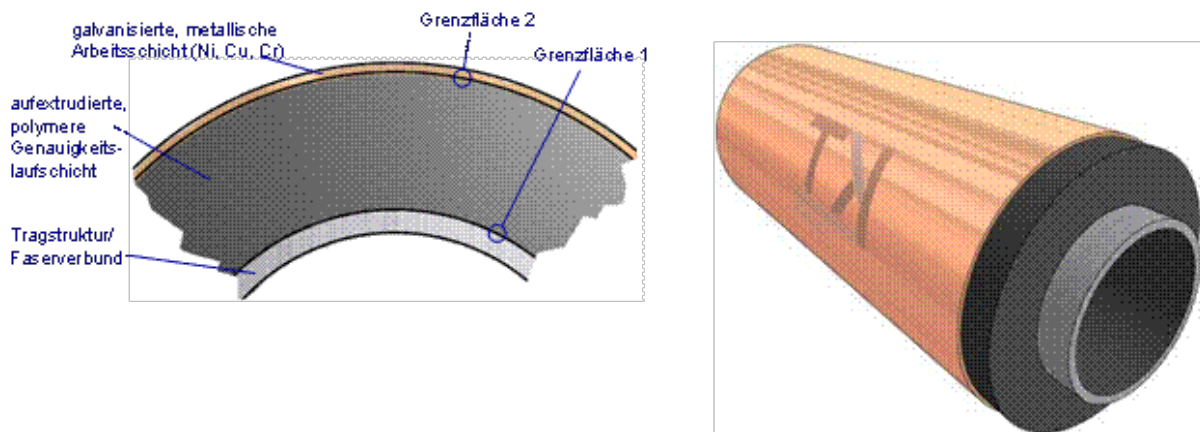 galvanisierte, metallische
Arbeitsschicht (Ni, Cu, Cr)
Grenzfläche 2
Grenzfläche 1
aufextrudierte,
polymere
Genauigkeits-
laufschicht
Tragstruktur/
Faserverbund